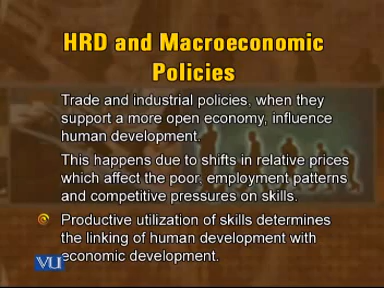 HRD and Macroeconomic
Policies
Trade and industrial policies, when they
support a more open economy, influence
human development.
This happens due to shifts in relative prices
which affect the poor. employment patterns
and competitive pressures on skills.
Productive utilization of skills determines
the linking of human development with
economic development.
VU